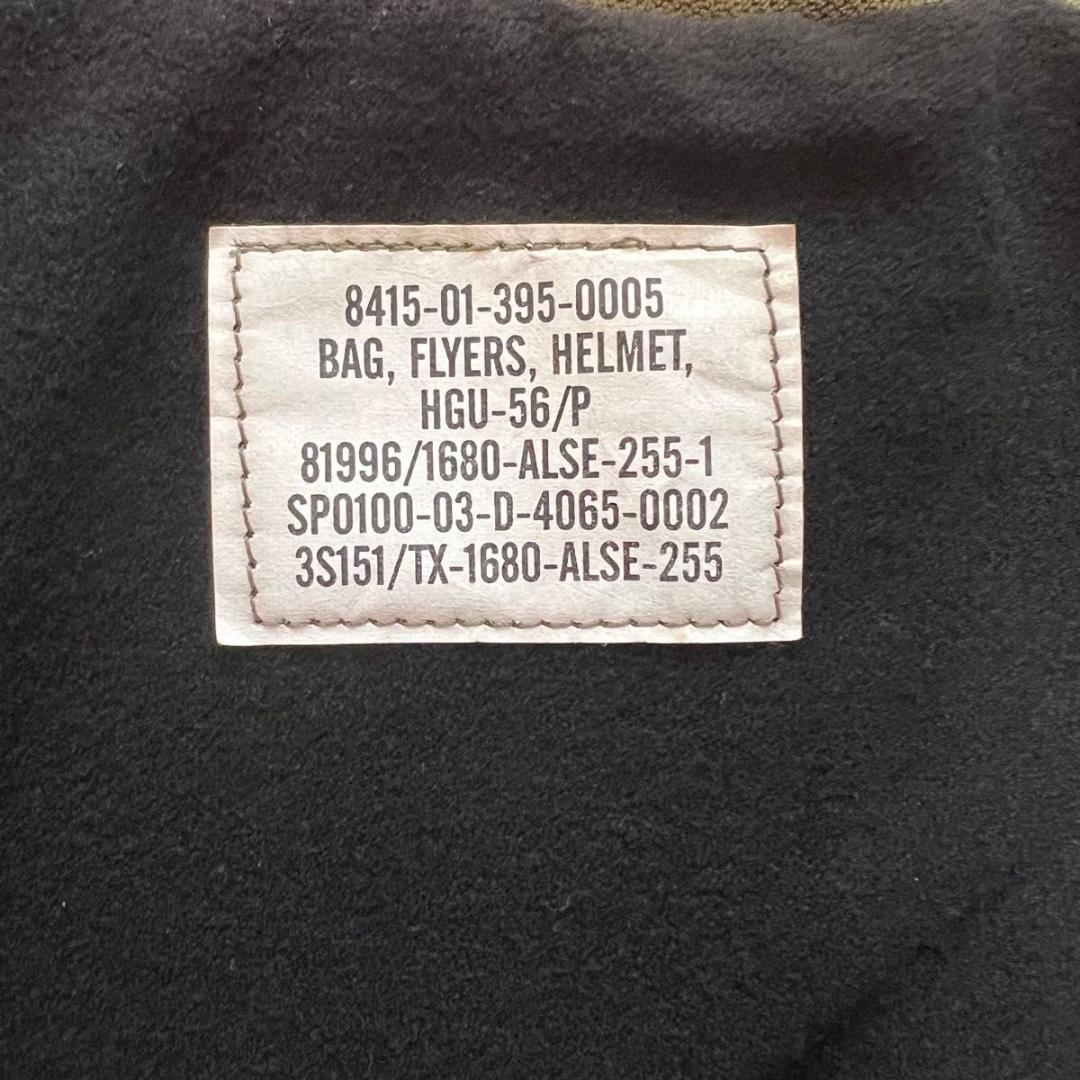 8415-01-395-0005
BAG, FLYERS, HELMET,
HGU-56/P
81996/1680-ALSE-255-1
SP0100-03-D-4065-0002
3S151/TX-1680-ALSE-255